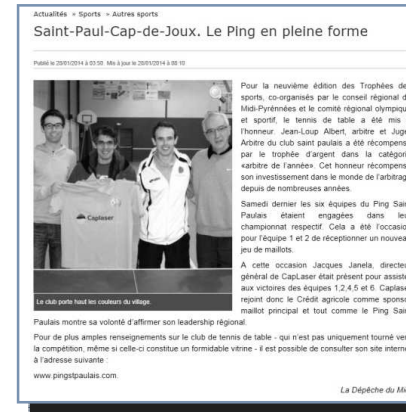 Actualités » Sports » Autres sports
Saint-Paul-Cap-de-Joux. Le Ping en pleine forme
Publié le 28/01/2014 à 03:50 Mis à jour le 28/01/2014 à 08:10
Pour la neuvième édition des Trophées de
sports, co-organisés par le conseil régional d
Midi-Pyrénnées et le comité régional olympiqu
et sportif, le tennis de table a été mis
l'honneur. Jean-Loup Albert, arbitre et Juge
Arbitre du club saint paulais a été récompens
par le trophée d'argent dans la catégori
«arbitre de l'année». Cet honneur récompens
son investissement dans le monde de l'arbitrag
depuis de nombreuses années.
Samedi dernier les six équipes du Ping Sain
Paulais étaient engagées dans leu
championnat respectif. Cela a été l'occasio
pour l'équipe 1 et 2 de réceptionner un nouvea
jeu de maillots.
A cette occasion Jacques Janela, directeu
général de CapLaser était présent pour assiste
aux victoires des équipes 1,2,4,5 et 6. Caplase
rejoint donc le Crédit agricole comme sponso
maillot principal et tout comme le Ping Sain
Caplaser
Le club porte haut les couleurs du village.
Paulais montre sa volonté d'affirmer son leadership régional.
Pour de plus amples renseignements sur le club de tennis de table - qui n'est pas uniquement tourné ver
la compétition, même si celle-ci constitue un formidable vitrine - il est possible de consulter son site interne
à l'adresse suivante :
www.pingstpaulais.com.
La Dépêche du Mid